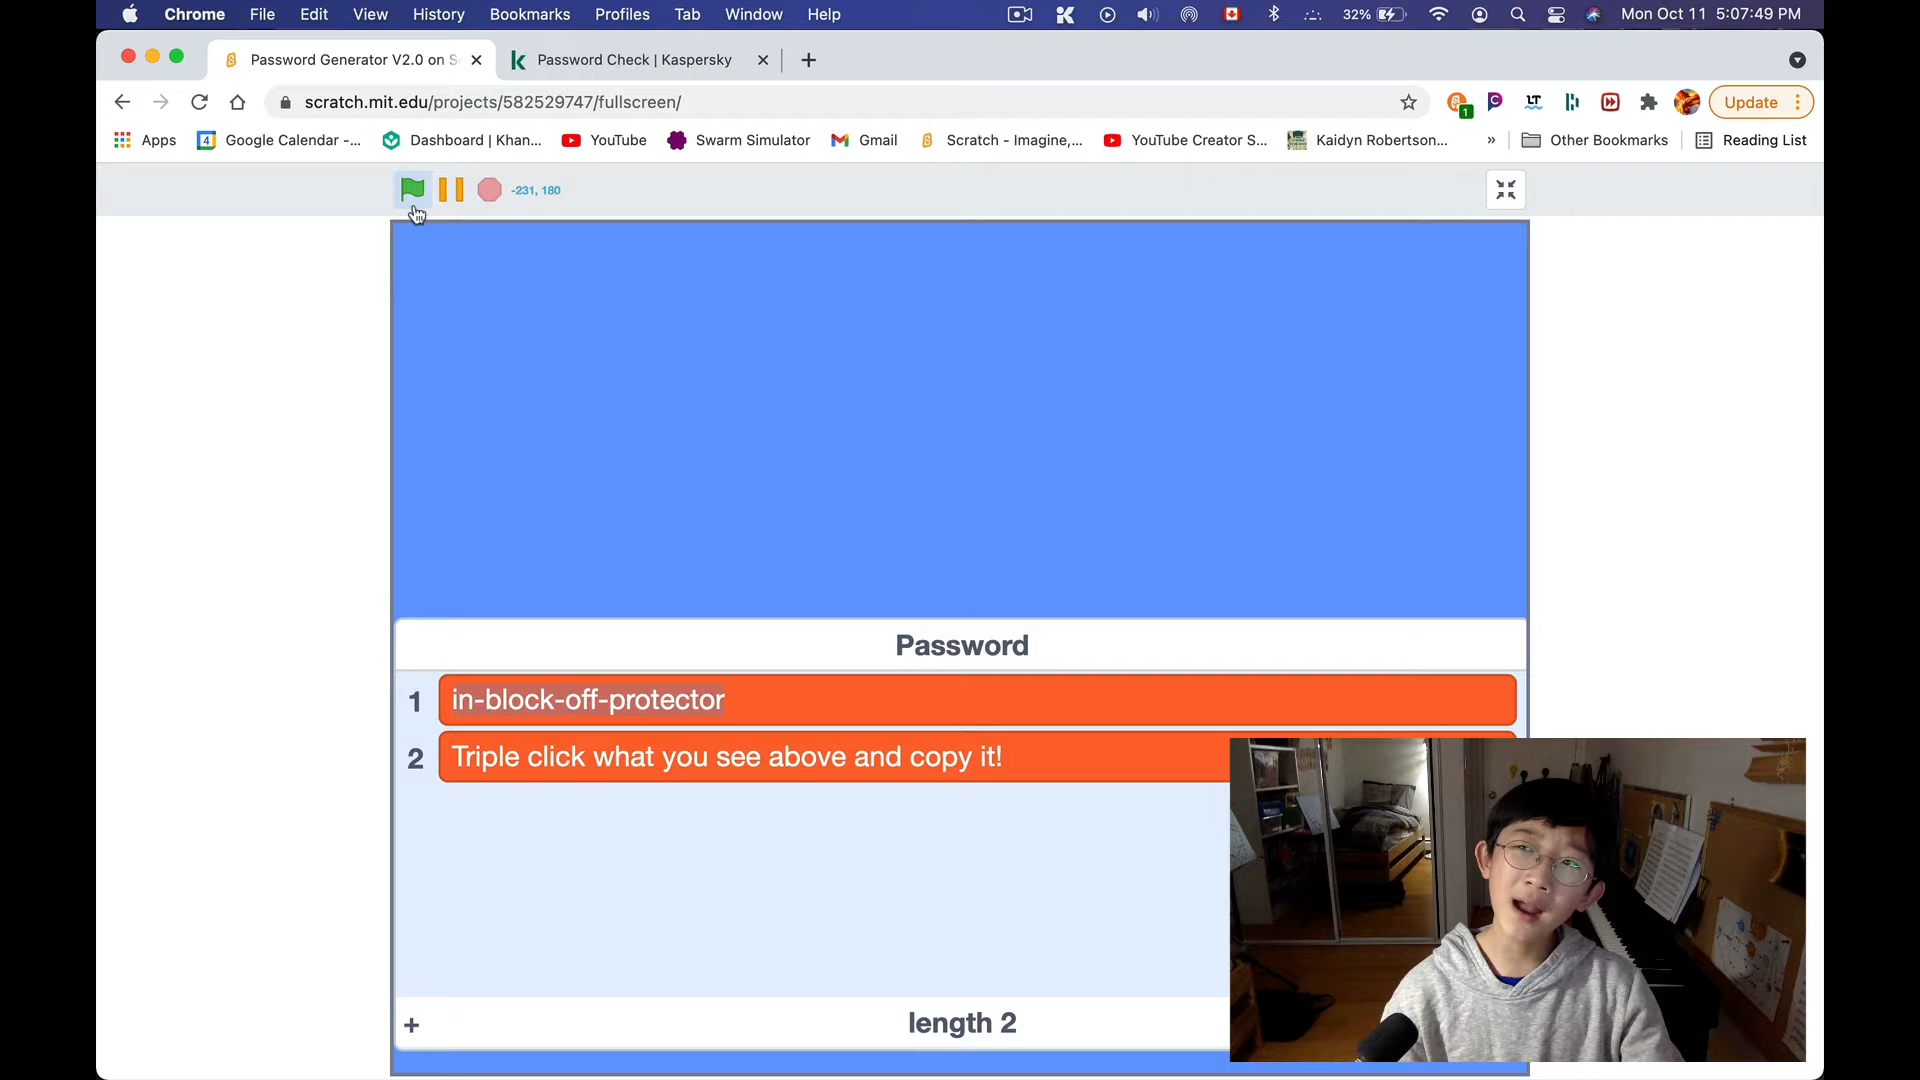 Chrome File Edit View History Bookmarks Profiles Tab Window Help 32% Mon Oct 11 5:07:49 PM
Password Generator V2.0 on S Password Check | Kaspersky
scratch.mit.edu/projects/582529747/fullscreen/ 1 LT Update
Apps 4 Google Calendar -... Dashboard | Khan... YouTube Swarm Simulator Gmail Scratch - Imagine,... YouTube Creator S... Kaidyn Robertson... » Other Bookmarks Reading List
-231, 180
Password
1 in-block-off-protector
2 Triple click what you see above and copy it!
+ length 2